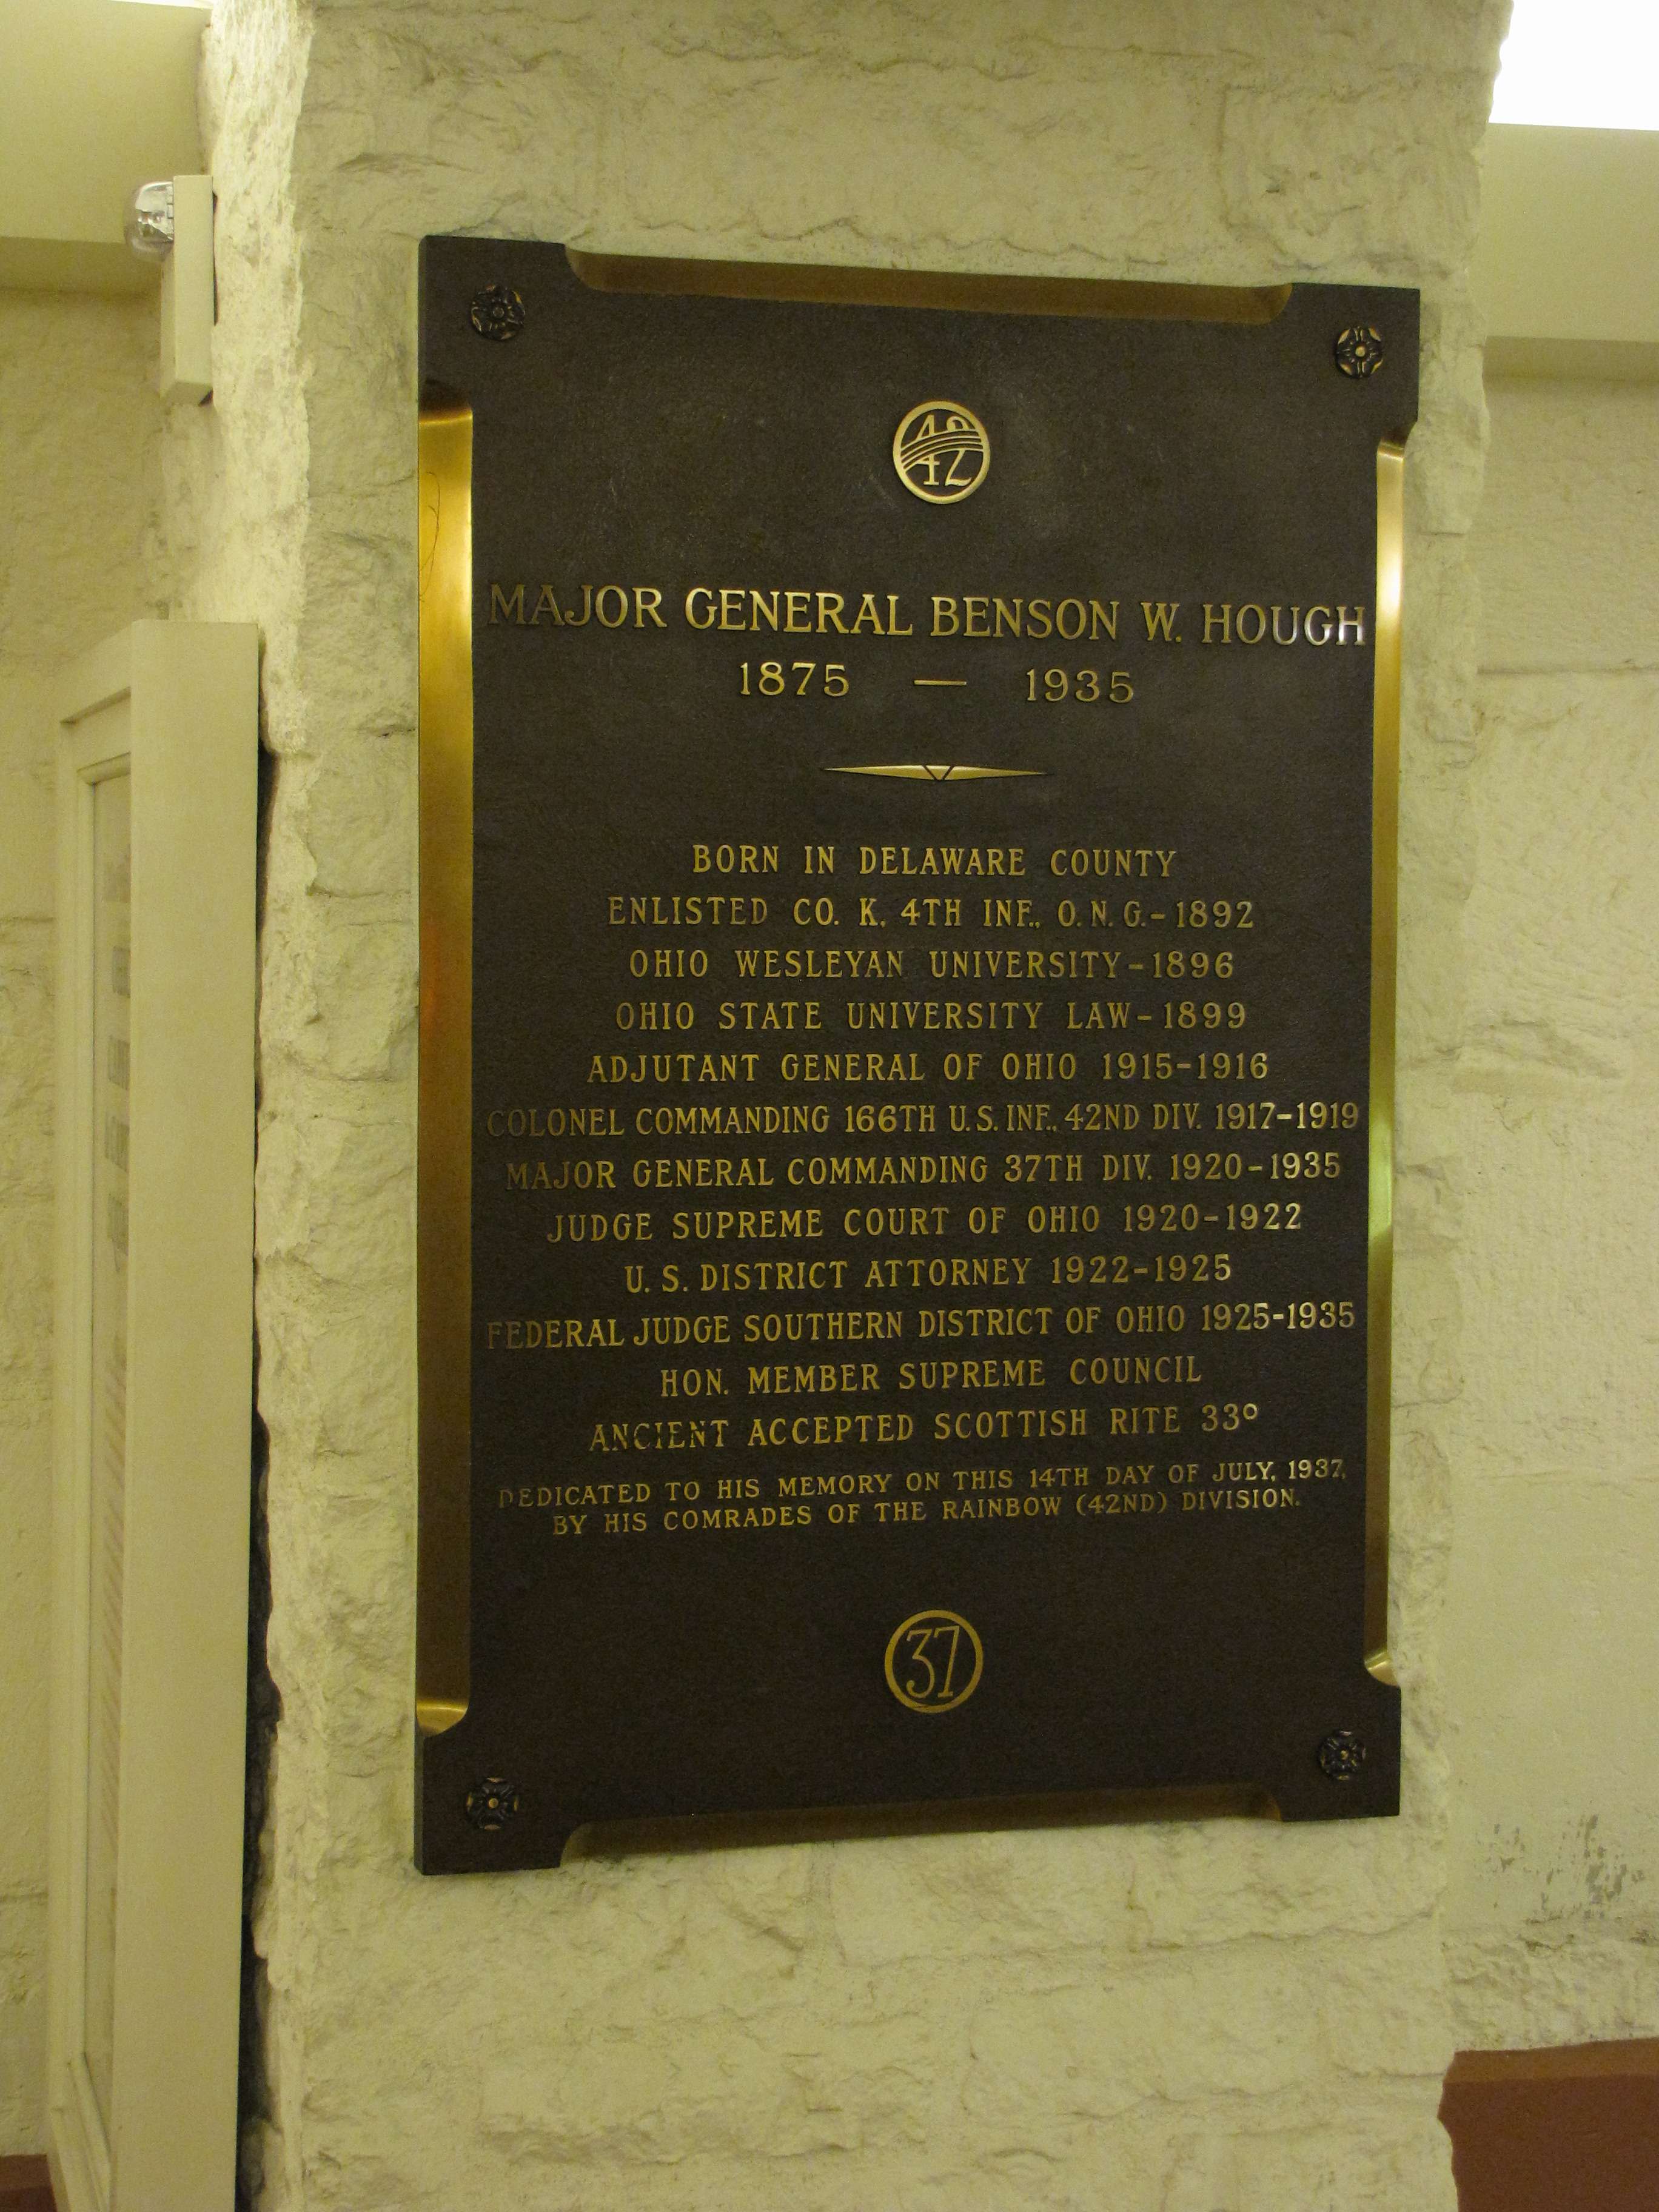 42
MAJOR GENERAL BENSON W. HOUGH
1875 — 1935
BORN IN DELAWARE COUNTY
ENLISTED CO. K, 4TH INF., O.N.G.-1892
OHIO WESLEYAN UNIVERSITY-1896
OHIO STATE UNIVERSITY LAW-1899
ADJUTANT GENERAL OF OHIO 1915-1916
COLONEL COMMANDING 166TH U.S. INF., 42ND DIV. 1917-1919
MAJOR GENERAL COMMANDING 37TH DIV. 1920-1935
JUDGE SUPREME COURT OF OHIO 1920-1922
U. S. DISTRICT ATTORNEY 1922-1925
FEDERAL JUDGE SOUTHERN DISTRICT OF OHIO 1925-1935
HON. MEMBER SUPREME COUNCIL
ANCIENT ACCEPTED SCOTTISH RITE 33°
DEDICATED TO HIS MEMORY ON THIS 14TH DAY OF JULY, 1937,
BY HIS COMRADES OF THE RAINBOW (42ND) DIVISION.
37